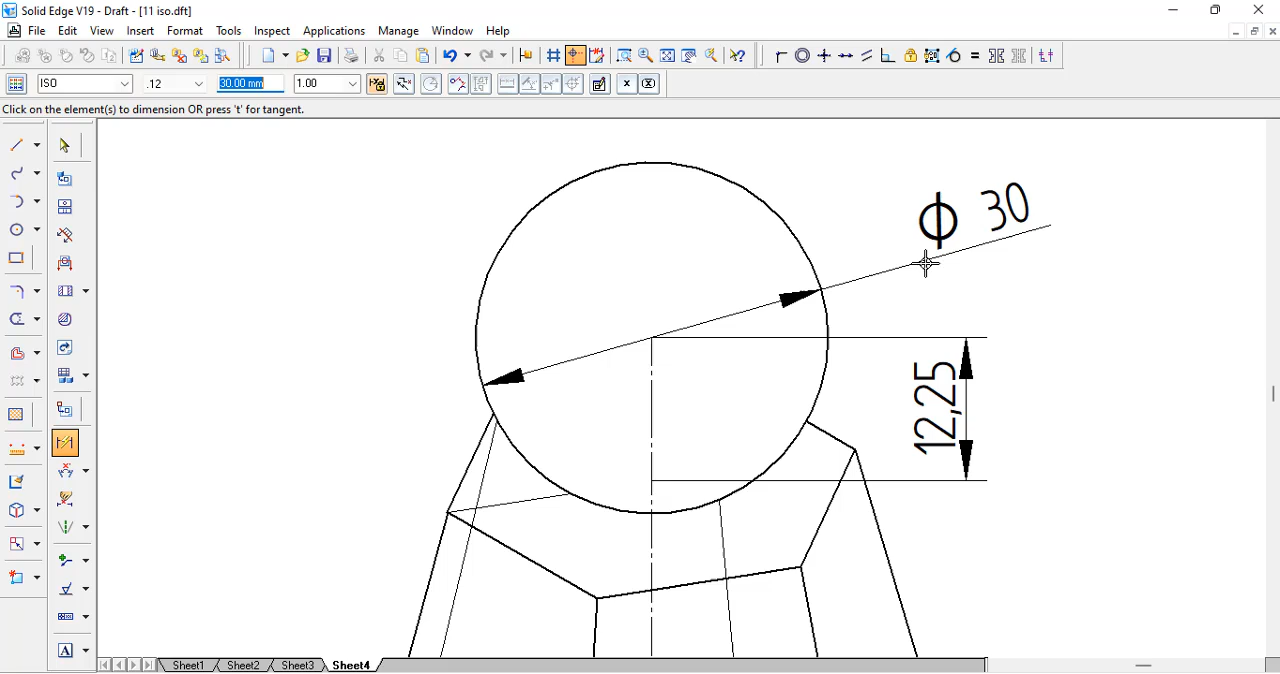 Solid Edge V19 - Draft - [11 iso.dft]
File Edit View Insert Format Tools Inspect Applications Manage Window Help
ISO .12 30.00 mm 1.00
Click on the element(s) to dimension OR press 't' for tangent.
ϕ 30
12,25
A
Sheet1 Sheet2 Sheet3 Sheet4